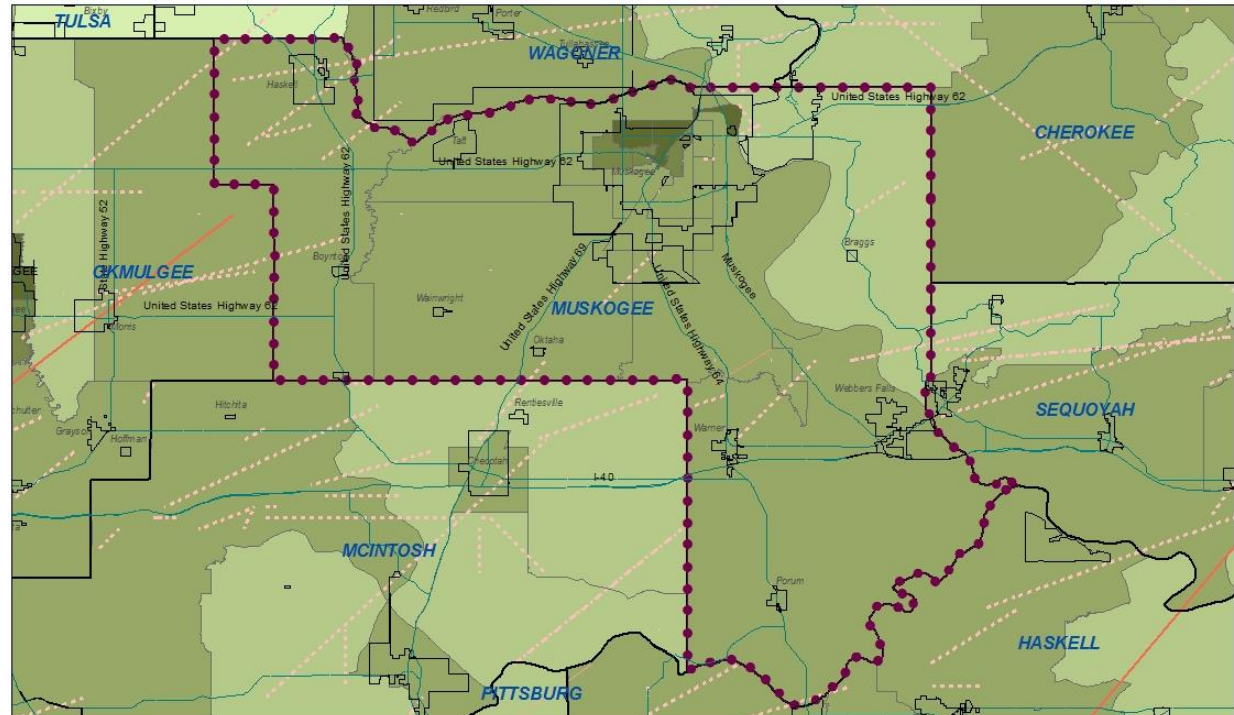 Bixby
TULSA
Redbird
Porter
Tullahassee
WAGONER
Haskell
United States Highway 62
CHEROKEE
Taft
United States Highway 62
Muskogee
United States Highway 62
State Highway 52
GEE
OKMULGEE
Boynton
Braggs
United States Highway 69
United States Highway 64
Muskogee
United States Highway 62
Morris
Wainwright
MUSKOGEE
Oktaha
Webbers Falls
Hitchita
Rentiesville
SEQUOYAH
Grayson
Hoffman
Warner
Checotah
I-40
MCINTOSH
Porum
HASKELL
PITTSBURG